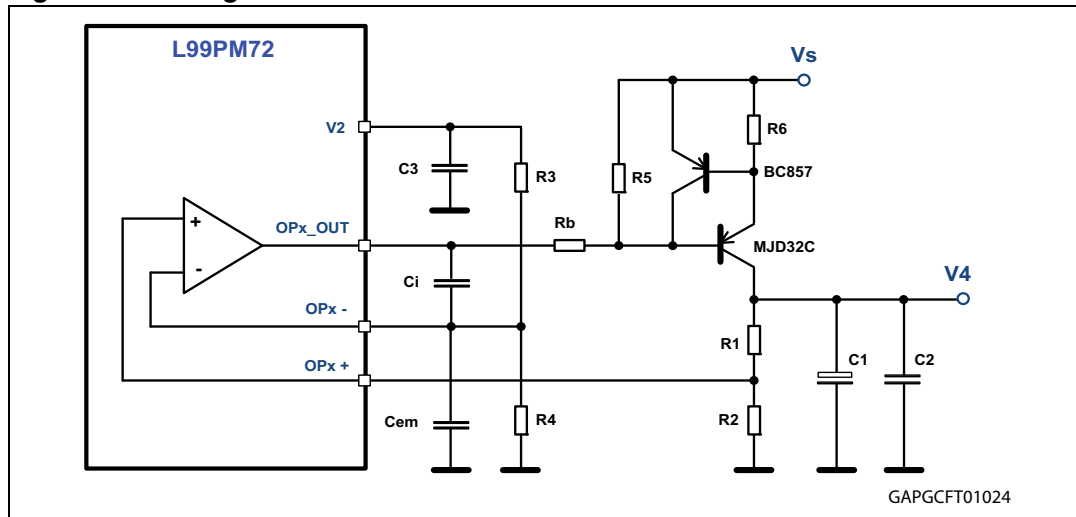 L99PM72
Vs
V2
R6
C3
R3
R5
BC857
+
OPx_OUT
Rb
MJD32C
-
Ci
V4
OPx -
R1
C1
C2
OPx +
Cem
R4
R2
GAPGCFT01024